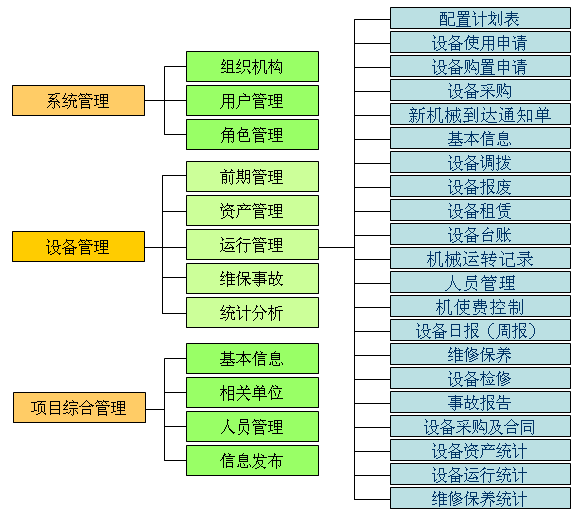 系统管理
组织机构
用户管理
角色管理
设备管理
前期管理
资产管理
运行管理
维保事故
统计分析
项目综合管理
基本信息
相关单位
人员管理
信息发布
配置计划表
设备使用申请
设备购置申请
设备采购
新机械到达通知单
基本信息
设备调拨
设备报废
设备租赁
设备台账
机械运转记录
人员管理
机使费控制
设备日报（周报）
维修保养
设备检修
事故报告
设备采购及合同
设备资产统计
设备运行统计
维修保养统计